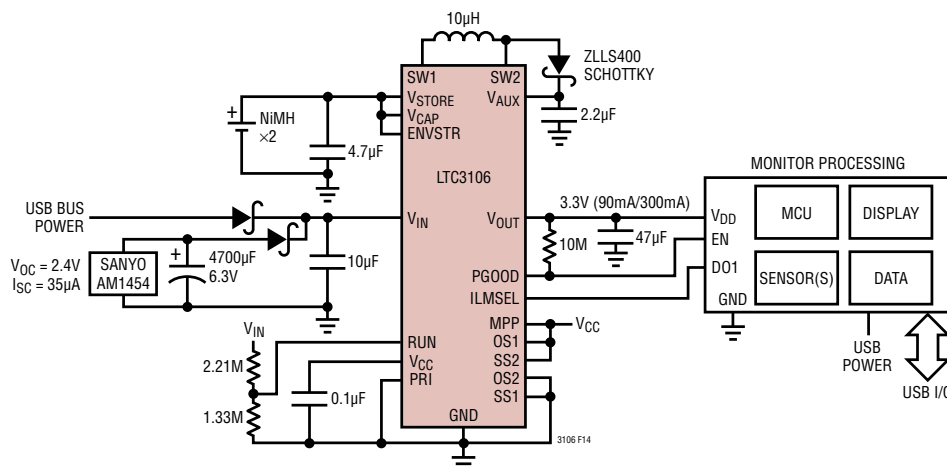 10µH
ZLLS400
SCHOTTKY
SW1
SW2
VSTORE
VAUX
VCAP
ENVSTR
2.2µF
+
NiMH
×2
4.7µF
LTC3106
MONITOR PROCESSING
USB BUS
POWER
VIN
VOUT
3.3V (90mA/300mA)
VDD
MCU
DISPLAY
EN
DO1
SENSOR(S)
DATA
GND
VOC = 2.4V
ISC = 35µA
SANYO
AM1454
+
4700µF
6.3V
10µF
10M
47µF
PGOOD
ILMSEL
MPP
VCC
OS1
SS2
OS2
SS1
VIN
2.21M
1.33M
RUN
VCC
PRI
0.1µF
GND
USB
POWER
USB I/O
3106 F14